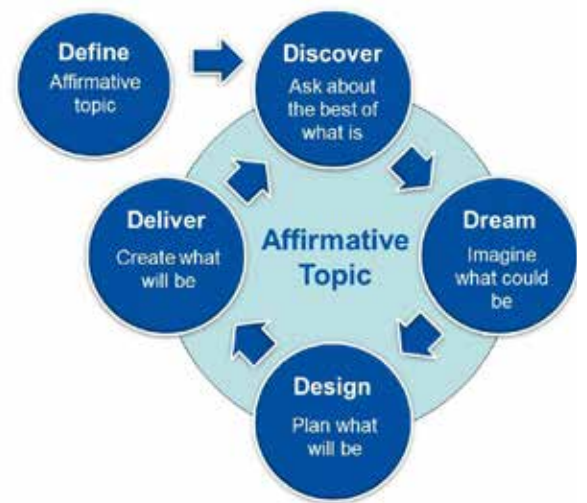 Define
Affirmative
topic
Discover
Ask about
the best of
what is
Dream
Imagine
what could
be
Design
Plan what
will be
Deliver
Create what
will be
Affirmative
Topic